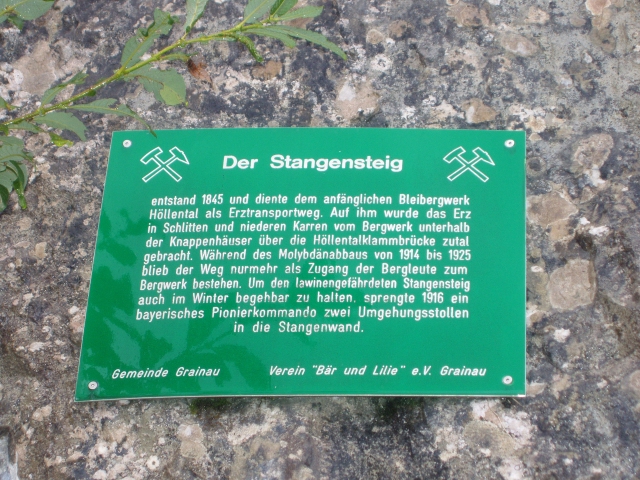 Der Stangensteig
entstand 1845 und diente dem anfänglichen Bleibergwerk
Höllental als Erztransportweg. Auf ihm wurde das Erz
in Schlitten und niederen Karren vom Bergwerk unterhalb
der Knappenhäuser über die Höllentalklammbrücke zutal
gebracht. Während des Molybdänabbaus von 1914 bis 1925
blieb der Weg nurmehr als Zugang der Bergleute zum
Bergwerk bestehen. Um den lawinengefährdeten Stangensteig
auch im Winter begehbar zu halten, sprengte 1916 ein
bayerisches Pionierkommando zwei Umgehungsstollen
in die Stangenwand.
Gemeinde Grainau Verein "Bär und Lilie" e.V. Grainau